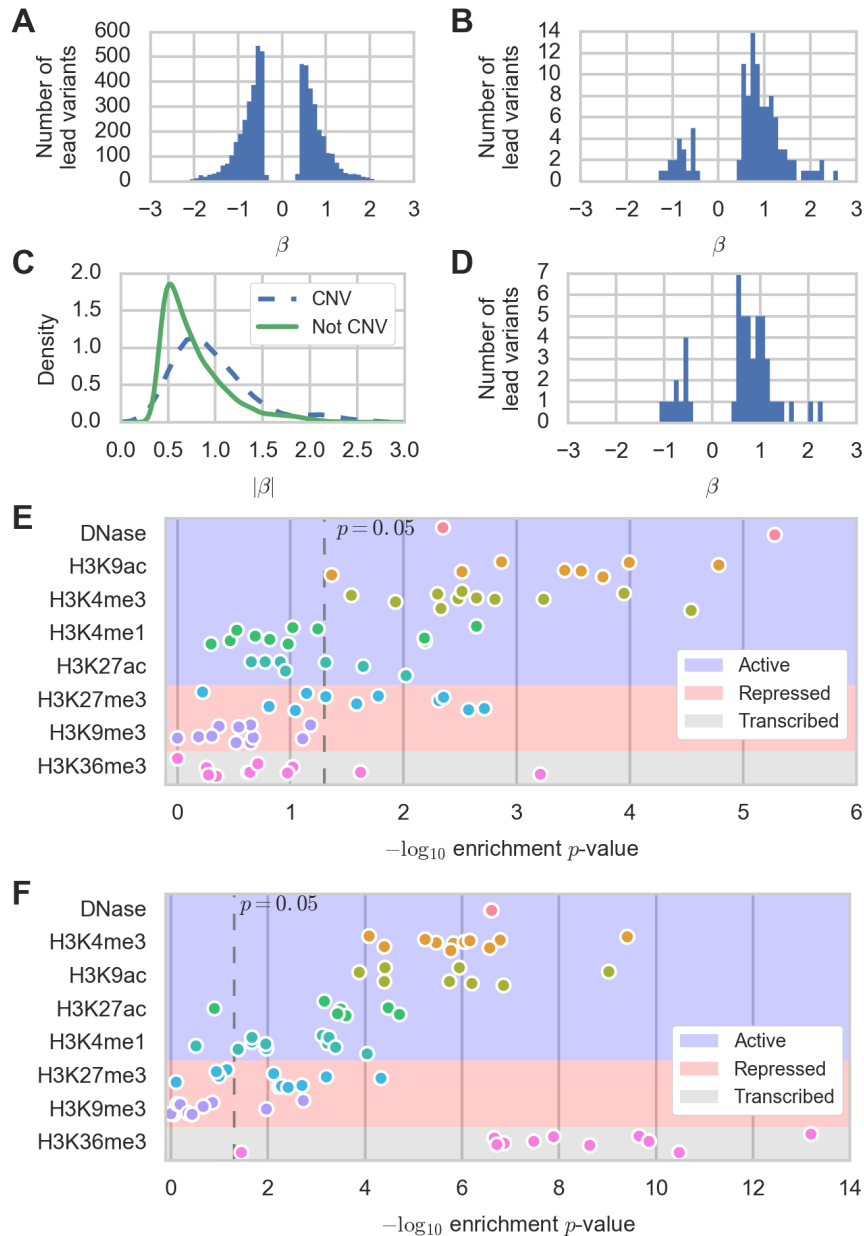 A
Number of
lead variants
600
500
400
300
200
100
0
−3 −2 −1 0 1 2 3
β
B
Number of
lead variants
14
12
10
8
6
4
2
0
−3 −2 −1 0 1 2 3
β
C
Density
2.0
1.5
1.0
0.5
0.0
CNV
Not CNV
0.0 0.5 1.0 1.5 2.0 2.5 3.0
|β|
D
Number of
lead variants
7
6
5
4
3
2
1
0
−3 −2 −1 0 1 2 3
β
E
p = 0.05
DNase
H3K9ac
H3K4me3
H3K4me1
H3K27ac
H3K27me3
H3K9me3
H3K36me3
Active
Repressed
Transcribed
0 1 2 3 4 5 6
−log10 enrichment p-value
F
p = 0.05
DNase
H3K4me3
H3K9ac
H3K27ac
H3K4me1
H3K27me3
H3K9me3
H3K36me3
Active
Repressed
Transcribed
0 2 4 6 8 10 12 14
−log10 enrichment p-value